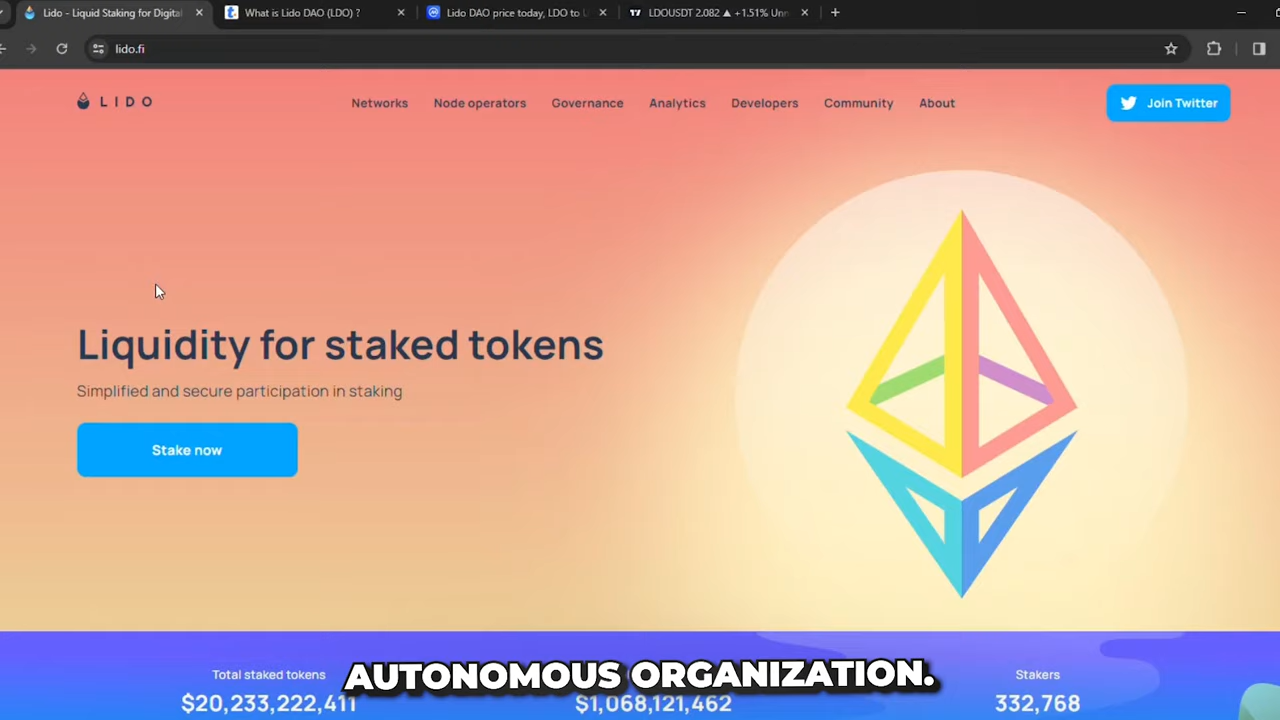 Lido - Liquid Staking for Digital
What is Lido DAO (LDO) ?
Lido DAO price today, LDO to
LDOUSDT 2.082 ▲ +1.51%
lido.fi
LIDO
Networks
Node operators
Governance
Analytics
Developers
Community
About
Join Twitter
Liquidity for staked tokens
Simplified and secure participation in staking
Stake now
Total staked tokens
Stakers
$20,233,222,411
$1,068,121,462
332,768
AUTONOMOUS ORGANIZATION.